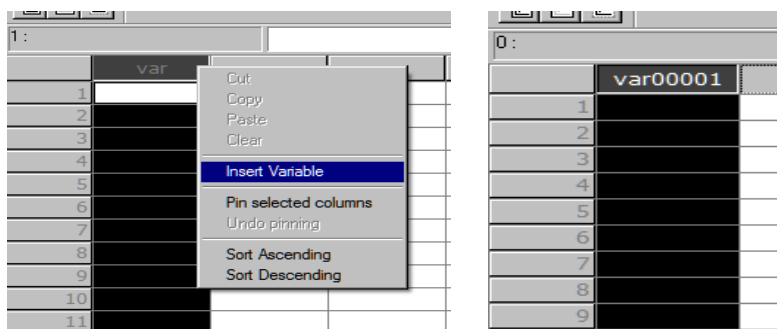 1 :
var
1
2
3
4
5
6
7
8
9
10
11
Cut
Copy
Paste
Clear
Insert Variable
Pin selected columns
Undo pinning
Sort Ascending
Sort Descending
0 :
var00001
1
2
3
4
5
6
7
8
9